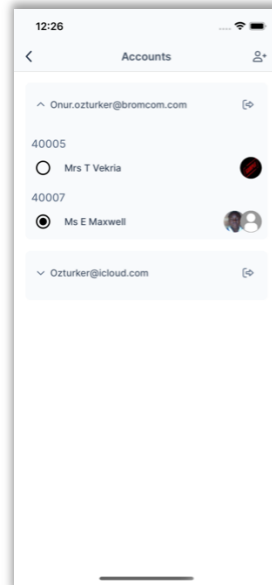 12:26
Accounts
Onur.ozturker@bromcom.com
40005
Mrs T Vekria
40007
Ms E Maxwell
Ozturker@icloud.com